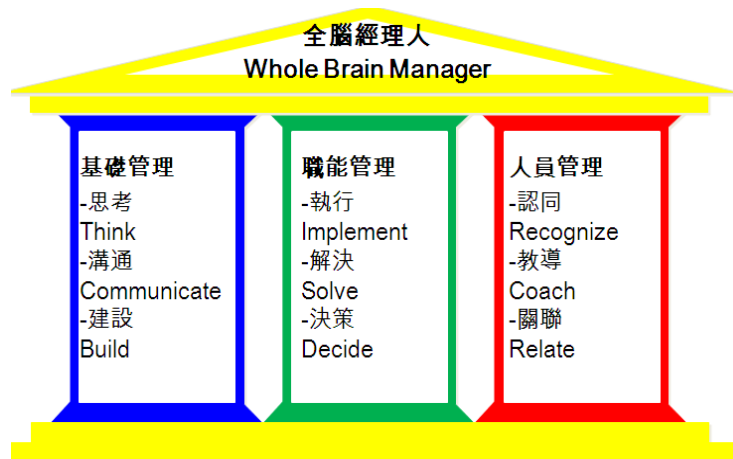 全腦經理人
Whole Brain Manager
基礎管理
-思考
Think
-溝通
Communicate
-建設
Build
職能管理
-執行
Implement
-解決
Solve
-決策
Decide
人員管理
-認同
Recognize
-教導
Coach
-關聯
Relate